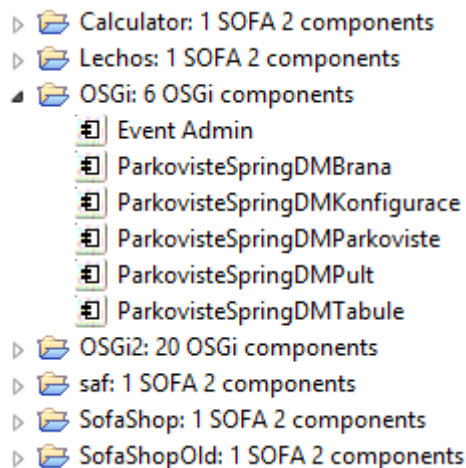 Calculator: 1 SOFA 2 components
Lechos: 1 SOFA 2 components
OSGi: 6 OSGi components
Event Admin
ParkovisteSpringDMBrana
ParkovisteSpringDMKonfigurace
ParkovisteSpringDMParkoviste
ParkovisteSpringDMPult
ParkovisteSpringDMTabule
OSGi2: 20 OSGi components
saf: 1 SOFA 2 components
SofaShop: 1 SOFA 2 components
SofaShopOld: 1 SOFA 2 components